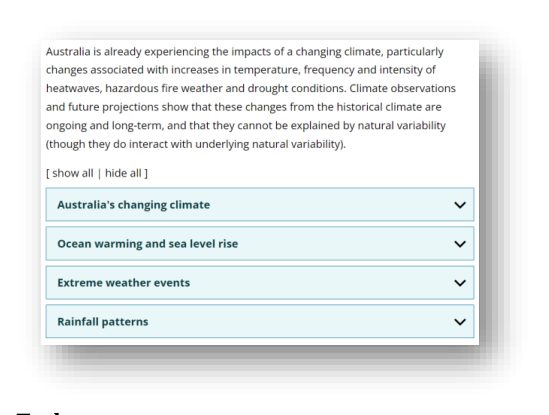 Australia is already experiencing the impacts of a changing climate, particularly
changes associated with increases in temperature, frequency and intensity of
heatwaves, hazardous fire weather and drought conditions. Climate observations
and future projections show that these changes from the historical climate are
ongoing and long-term, and that they cannot be explained by natural variability
(though they do interact with underlying natural variability).
[ show all | hide all ]
Australia's changing climate
Ocean warming and sea level rise
Extreme weather events
Rainfall patterns